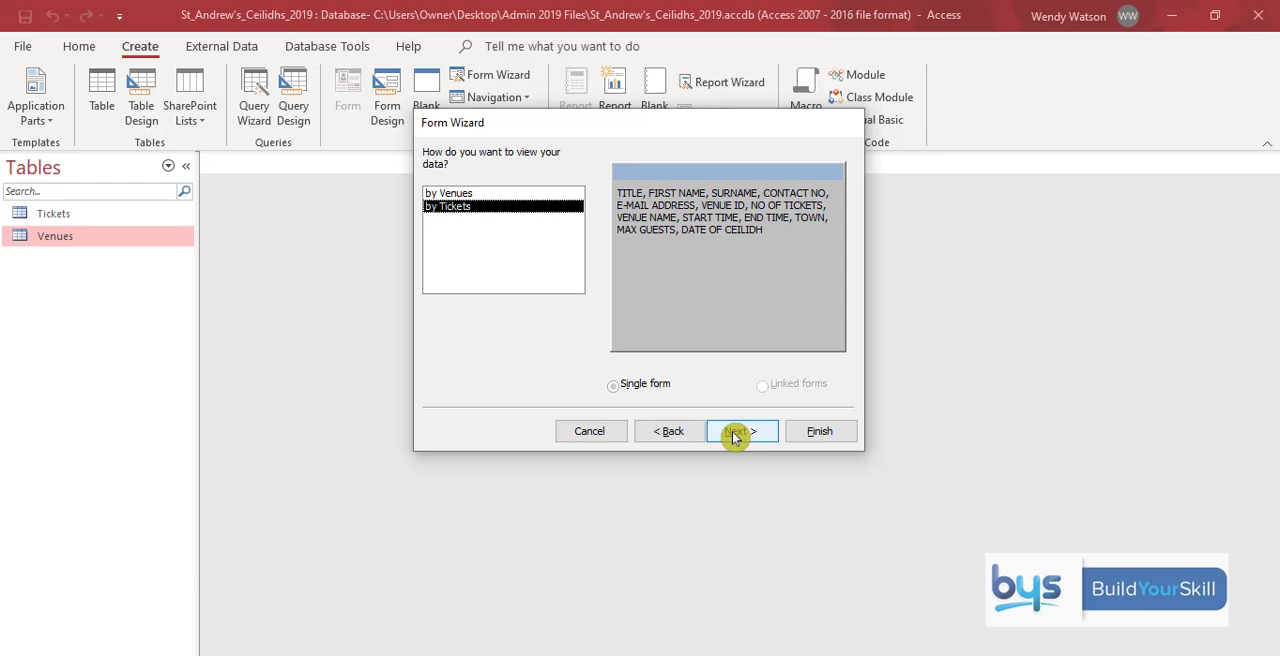 St_Andrew's_Ceilidhs_2019 : Database- C:\Users\Owner\Desktop\Admin 2019 Files\St_Andrew's_Ceilidhs_2019.accdb (Access 2007 - 2016 file format) - Access
Wendy Watson WW
File Home Create External Data Database Tools Help Tell me what you want to do
Application Parts
Table
Table Design
SharePoint Lists
Query Wizard
Query Design
Form
Form Design
Blank
Form Wizard
Navigation
Report
Report
Blank
Report Wizard
Macro
Module
Class Module
ual Basic
Templates Tables Queries Code
Tables
Search...
Tickets
Venues
Form Wizard
How do you want to view your
data?
by Venues
by Tickets
TITLE, FIRST NAME, SURNAME, CONTACT NO,
E-MAIL ADDRESS, VENUE ID, NO OF TICKETS,
VENUE NAME, START TIME, END TIME, TOWN,
MAX GUESTS, DATE OF CEILIDH
Single form Linked forms
Cancel < Back Next > Finish
bys BuildYourSkill